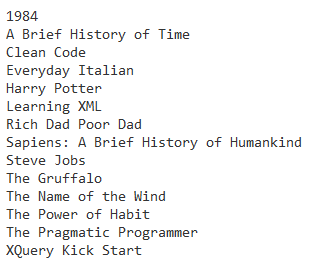 1984
A Brief History of Time
Clean Code
Everyday Italian
Harry Potter
Learning XML
Rich Dad Poor Dad
Sapiens: A Brief History of Humankind
Steve Jobs
The Gruffalo
The Name of the Wind
The Power of Habit
The Pragmatic Programmer
XQuery Kick Start